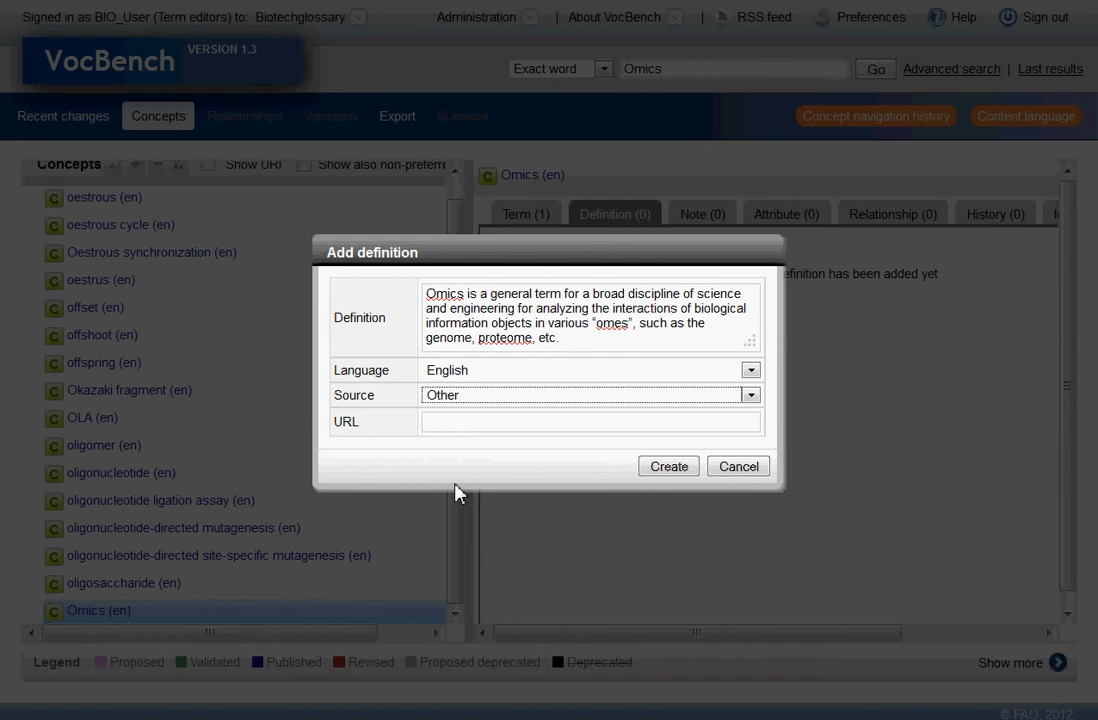 Signed in as BIO_User (Term editors) to: Biotechglossary
Administration | About VocBench | RSS feed Preferences Help Sign out
VocBench VERSION 1.3
Exact word Omics Go Advanced search | Last results
Recent changes Concepts Relationships Validation Export Statistics Concept navigation history Content language
Concepts Show URI Show also non-preferre
Omics (en)
Term (1) Definition (0) Note (0) Attribute (0) Relationship (0) History (0)
efinition has been added yet
oestrous (en)
oestrous cycle (en)
Oestrous synchronization (en)
oestrus (en)
offset (en)
offshoot (en)
offspring (en)
Okazaki fragment (en)
OLA (en)
oligomer (en)
oligonucleotide (en)
oligonucleotide ligation assay (en)
oligonucleotide-directed mutagenesis (en)
oligonucleotide-directed site-specific mutagenesis (en)
oligosaccharide (en)
Omics (en)
Add definition
Definition
Omics is a general term for a broad discipline of science
and engineering for analyzing the interactions of biological
information objects in various “omes”, such as the
genome, proteome, etc.
Language English
Source Other
URL
Create Cancel
Legend Proposed Validated Published Revised Proposed deprecated Deprecated Show more
© FAO, 2012